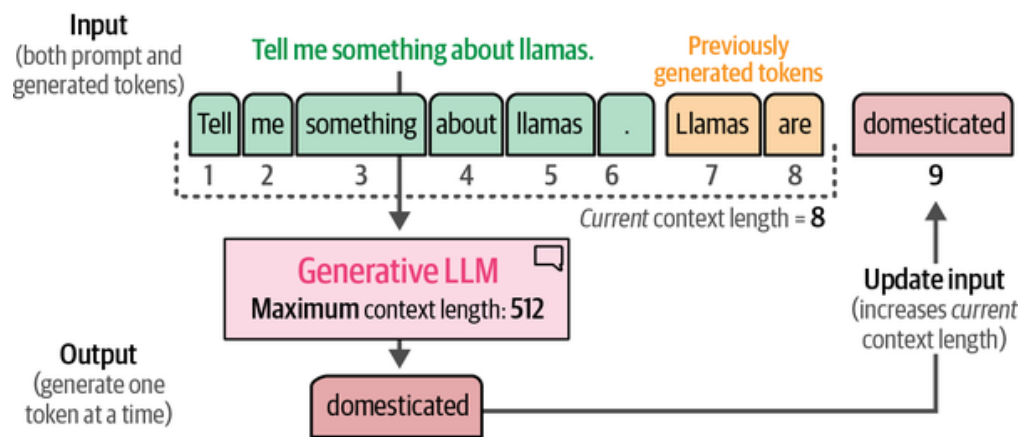 Input
(both prompt and
generated tokens)
Tell me something about llamas.
Previously
generated tokens
Tell me something about llamas . Llamas are domesticated
1 2 3 4 5 6 7 8 9
Current context length = 8
Generative LLM
Maximum context length: 512
Update input
(increases current
context length)
Output
(generate one
token at a time)
domesticated